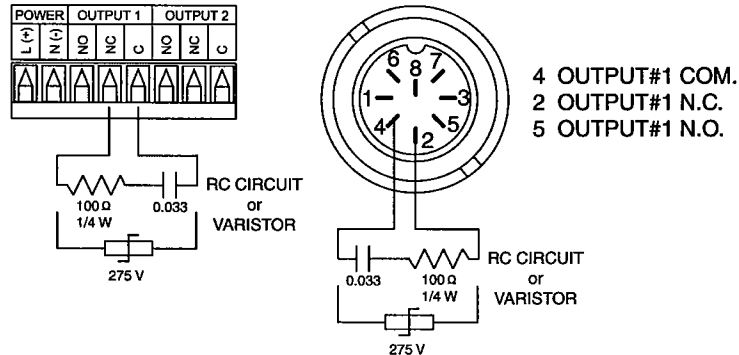 POWER OUTPUT 1 OUTPUT 2
L (+) N (-) NO NC C NO NC C
100 Ω
1/4 W
0.033
RC CIRCUIT
or
VARISTOR
275 V
6 8 7
1 3
4 2 5
4 OUTPUT#1 COM.
2 OUTPUT#1 N.C.
5 OUTPUT#1 N.O.
0.033
100 Ω
1/4 W
RC CIRCUIT
or
VARISTOR
275 V